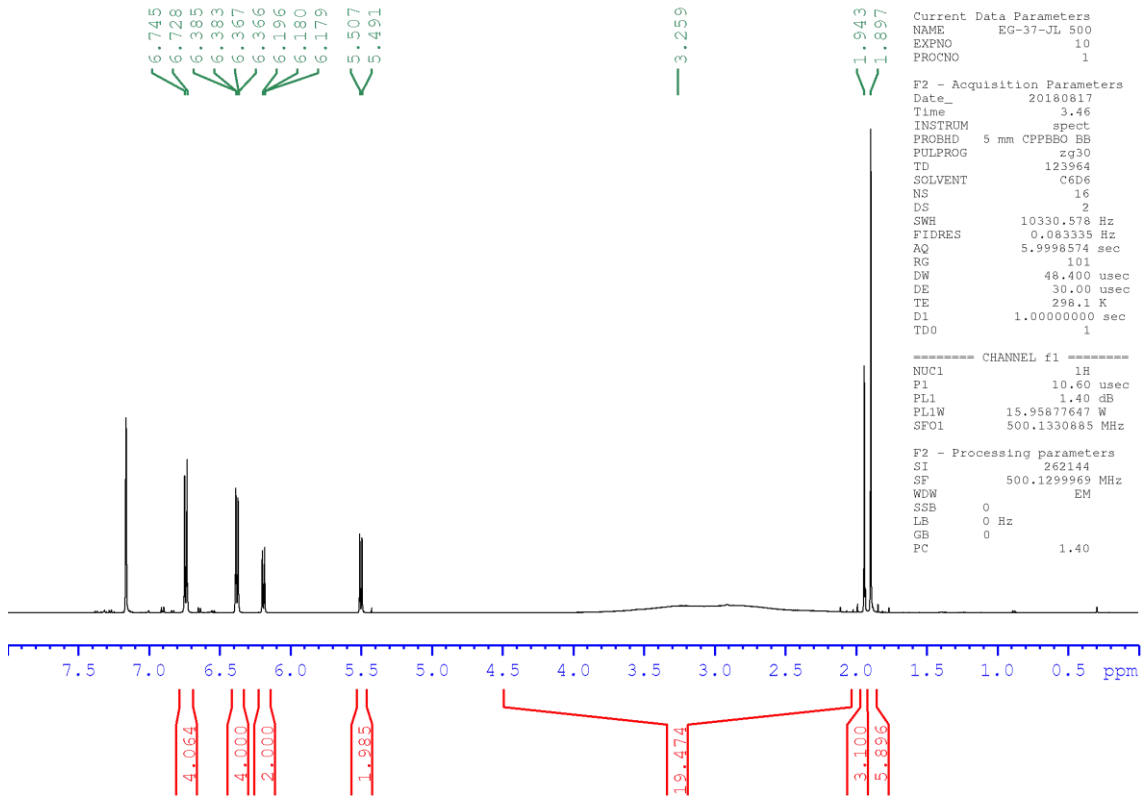 6.745
6.728
6.385
6.383
6.367
6.366
6.196
6.180
6.179
5.507
5.491
3.259
1.943
1.897
Current Data Parameters
NAME EG-37-JL 500
EXPNO 10
PROCNO 1
F2 - Acquisition Parameters
Date_ 20180817
Time 3.46
INSTRUM spect
PROBHD 5 mm CPPBBO BB
PULPROG zg30
TD 123964
SOLVENT C6D6
NS 16
DS 2
SWH 10330.578 Hz
FIDRES 0.083335 Hz
AQ 5.9998574 sec
RG 101
DW 48.400 usec
DE 30.00 usec
TE 298.1 K
D1 1.00000000 sec
TD0 1
======== CHANNEL f1 ========
NUC1 1H
P1 10.60 usec
PL1 1.40 dB
PL1W 15.95877647 W
SFO1 500.1330885 MHz
F2 - Processing parameters
SI 262144
SF 500.1299969 MHz
WDW EM
SSB 0
LB 0 Hz
GB 0
PC 1.40
7.5 7.0 6.5 6.0 5.5 5.0 4.5 4.0 3.5 3.0 2.5 2.0 1.5 1.0 0.5 ppm
4.064
4.000
2.000
1.985
19.474
3.100
5.896